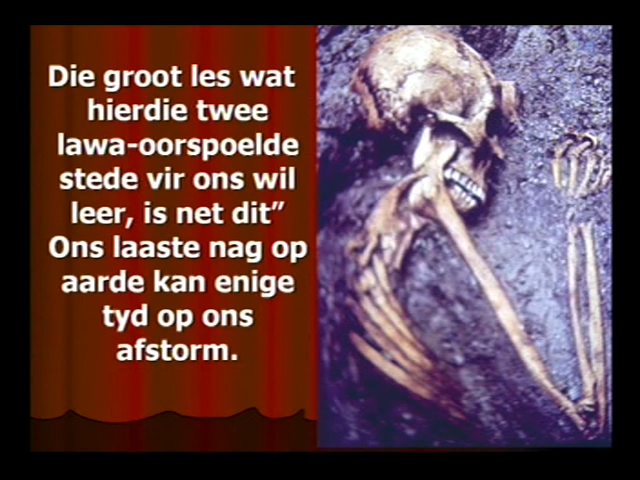 Die groot les wat
hierdie twee
lawa-oorspoelde
stede vir ons wil
leer, is net dit”
Ons laaste nag op
aarde kan enige
tyd op ons
afstorm.